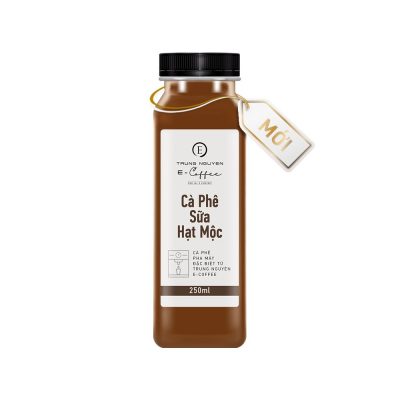 E
TRUNG NGUYEN
E-Coffee
Cà Phê
Sữa
Hạt Mộc
CÀ PHÊ
PHA MÁY
ĐẶC BIỆT TỪ
TRUNG NGUYÊN
E-COFFEE
250ml
MỚI